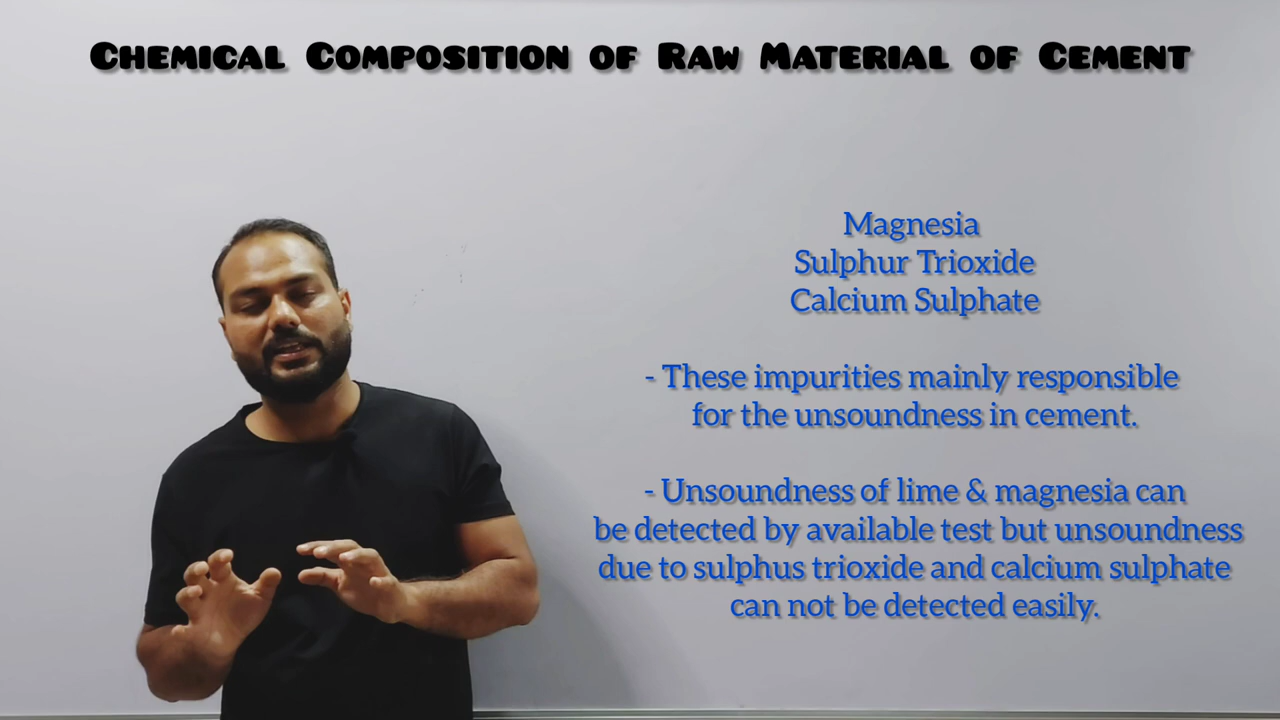 Chemical Composition of Raw Material of Cement
Magnesia
Sulphur Trioxide
Calcium Sulphate
- These impurities mainly responsible
for the unsoundness in cement.
- Unsoundness of lime & magnesia can
be detected by available test but unsoundness
due to sulphus trioxide and calcium sulphate
can not be detected easily.